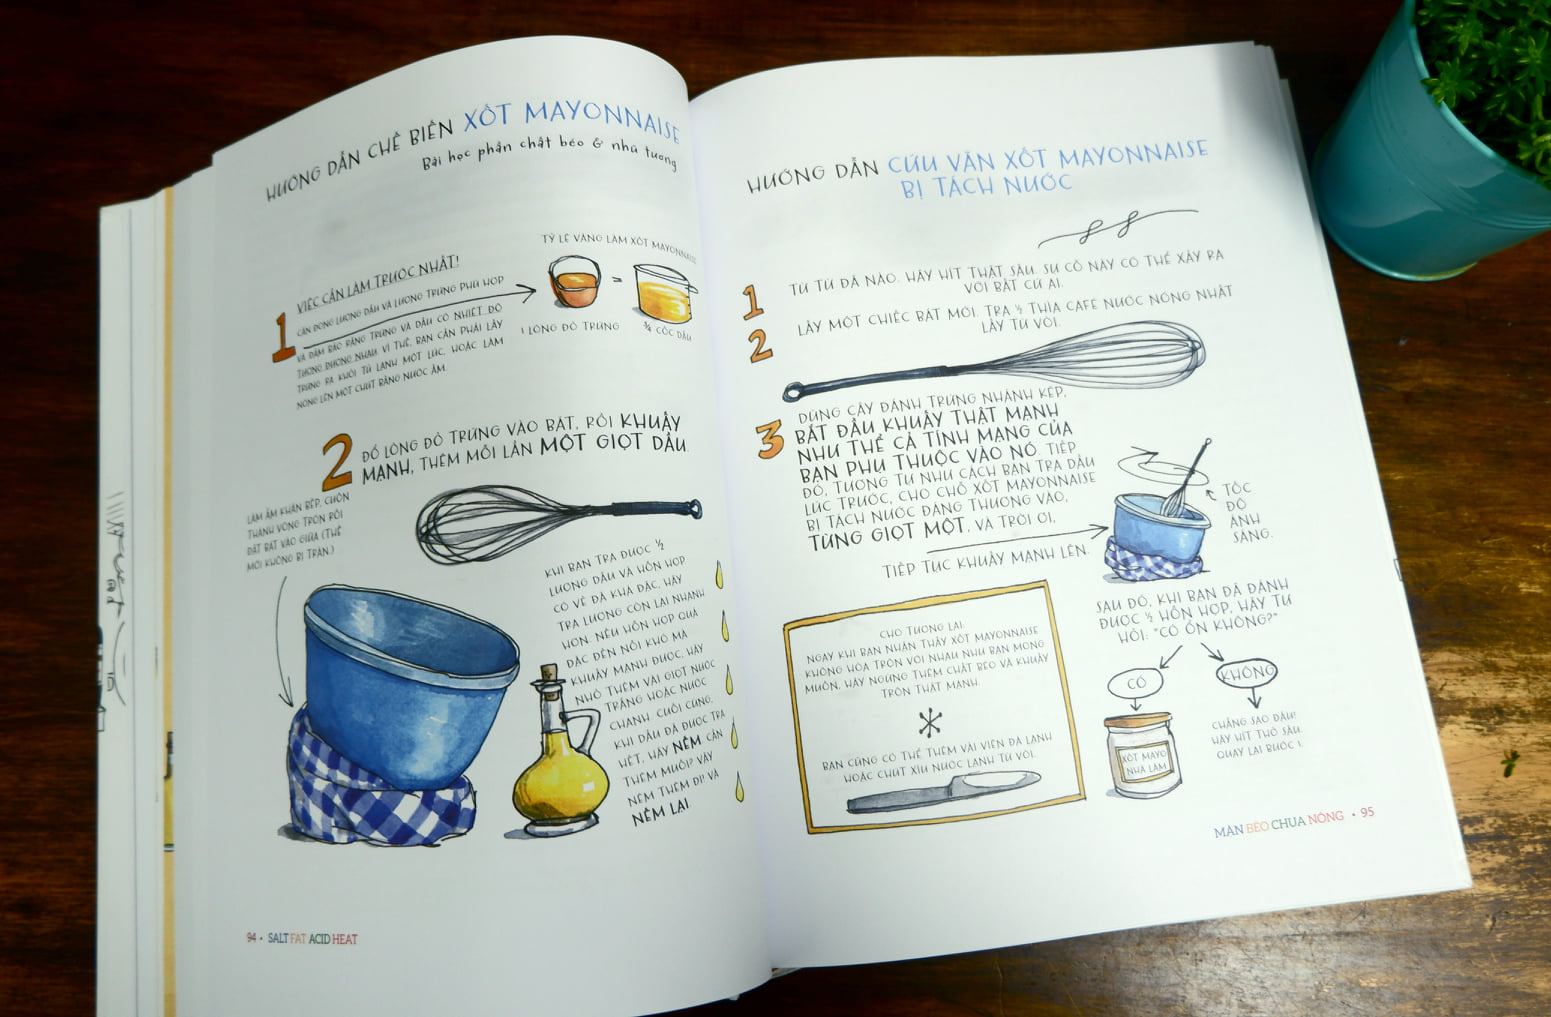 HƯỚNG DẪN CHẾ BIẾN XỐT MAYONNAISE
Bài học phần chất béo & nhũ tương
VIỆC CẦN LÀM TRƯỚC NHẤT!
1
CÂN ĐONG LƯỢNG DẦU VÀ LƯỢNG TRỨNG PHÙ HỢP
VÀ ĐẢM BẢO RẰNG TRỨNG VÀ DẦU CÓ NHIỆT ĐỘ
TƯƠNG ĐƯƠNG NHAU. VÌ THẾ, BẠN CẦN PHẢI LẤY
TRỨNG RA KHỎI TỦ LẠNH MỘT LÚC, HOẶC LÀM
NÓNG LÊN MỘT CHÚT BẰNG NƯỚC ẤM.
TỶ LỆ VÀNG LÀM XỐT MAYONNAISE
=
1 LÒNG ĐỎ TRỨNG
¾ CỐC DẦU
2
ĐỔ LÒNG ĐỎ TRỨNG VÀO BÁT, RỒI KHUẤY
MẠNH, THÊM MỖI LẦN MỘT GIỌT DẦU.
LÀM ẨM KHĂN BẾP, CUỘN
THÀNH VÒNG TRÒN RỒI
ĐẶT BÁT VÀO GIỮA (THẾ
MỚI KHÔNG BỊ TRÀN.)
KHI BẠN TRA ĐƯỢC ½
LƯỢNG DẦU VÀ HỖN HỢP
CÓ VẺ ĐÃ KHÁ ĐẶC, HÃY
TRA LƯỢNG CÒN LẠI NHANH
HƠN. NẾU HỖN HỢP QUÁ
ĐẶC ĐẾN NỖI KHÓ MÀ
KHUẤY MẠNH ĐƯỢC, HÃY
NHỎ THÊM VÀI GIỌT NƯỚC
TRẮNG HOẶC NƯỚC
CHANH. CUỐI CÙNG,
KHI DẦU ĐÃ ĐƯỢC TRA
HẾT, HÃY NẾM. CẦN
THÊM MUỐI? VẬY
NÊM THÊM ĐI! VÀ
NẾM LẠI
94 • SALT FAT ACID HEAT
HƯỚNG DẪN CỨU VÃN XỐT MAYONNAISE
BỊ TÁCH NƯỚC
1
TỪ TỪ ĐÃ NÀO. HÃY HÍT THẬT SÂU. SỰ CỐ NÀY CÓ THỂ XẢY RA
VỚI BẤT CỨ AI.
2
LẤY MỘT CHIẾC BÁT MỚI. TRA ½ THÌA CAFÉ NƯỚC NÓNG NHẤT
LẤY TỪ VÒI.
3
DÙNG CÂY ĐÁNH TRỨNG NHÁNH KÉP,
BẮT ĐẦU KHUẤY THẬT MẠNH
NHƯ THỂ CẢ TÍNH MẠNG CỦA
BẠN PHỤ THUỘC VÀO NÓ. TIẾP
ĐÓ, TƯƠNG TỰ NHƯ CÁCH BẠN TRA DẦU
LÚC TRƯỚC, CHO CHỖ XỐT MAYONNAISE
BỊ TÁCH NƯỚC ĐÁNG THƯƠNG VÀO,
TỪNG GIỌT MỘT, VÀ TRỜI ƠI,
TIẾP TỤC KHUẤY MẠNH LÊN.
TỐC
ĐỘ
ÁNH
SÁNG.
SAU ĐÓ, KHI BẠN ĐÃ ĐÁNH
ĐƯỢC ½ HỖN HỢP, HÃY TỰ
HỎI: "CÓ ỔN KHÔNG?"
CÓ
KHÔNG
XỐT MAYO
NHÀ LÀM
CHẲNG SAO ĐÂU!
HÃY HÍT THỞ SÂU.
QUAY LẠI BƯỚC 1.
CHO TƯƠNG LAI:
NGAY KHI BẠN NHẬN THẤY XỐT MAYONNAISE
KHÔNG HÒA TRỘN VỚI NHAU NHƯ BẠN MONG
MUỐN, HÃY NGỪNG THÊM CHẤT BÉO VÀ KHUẤY
TRỘN THẬT MẠNH.
BẠN CŨNG CÓ THỂ THÊM VÀI VIÊN ĐÁ LẠNH
HOẶC CHÚT XÍU NƯỚC LẠNH TỪ VÒI.
MẶN BÉO CHUA NÓNG • 95